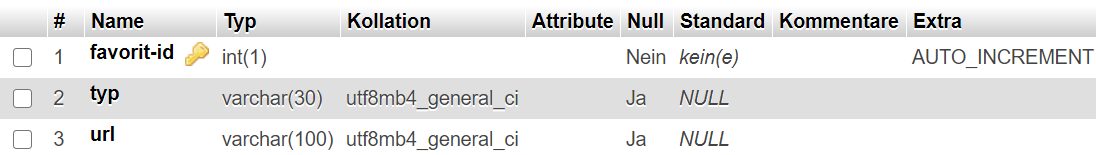 # Name Typ Kollation Attribute Null Standard Kommentare Extra
1 favorit-id int(1) Nein kein(e) AUTO_INCREMENT
2 typ varchar(30) utf8mb4_general_ci Ja NULL
3 url varchar(100) utf8mb4_general_ci Ja NULL